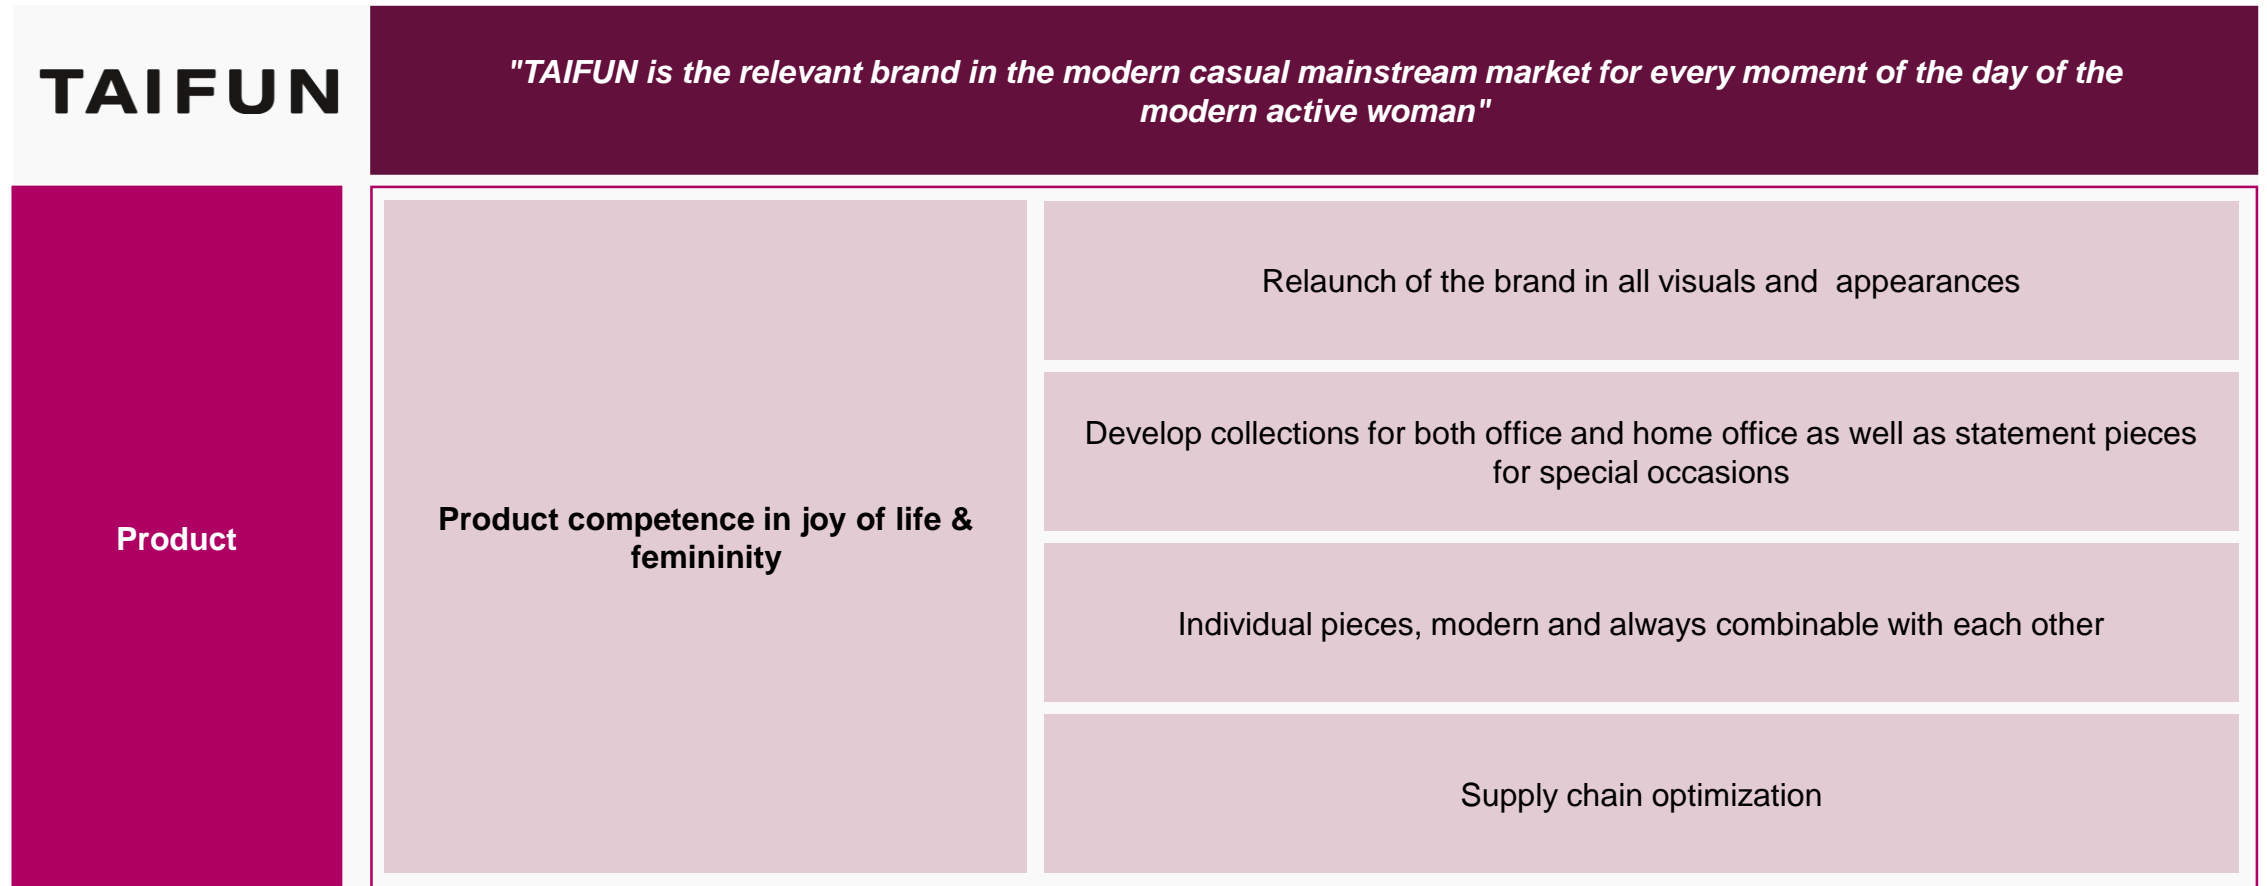 TAIFUN
"TAIFUN is the relevant brand in the modern casual mainstream market for every moment of the day of the
modern active woman"
Product
Product competence in joy of life &
femininity
Relaunch of the brand in all visuals and  appearances
Develop collections for both office and home office as well as statement pieces
for special occasions
Individual pieces, modern and always combinable with each other
Supply chain optimization